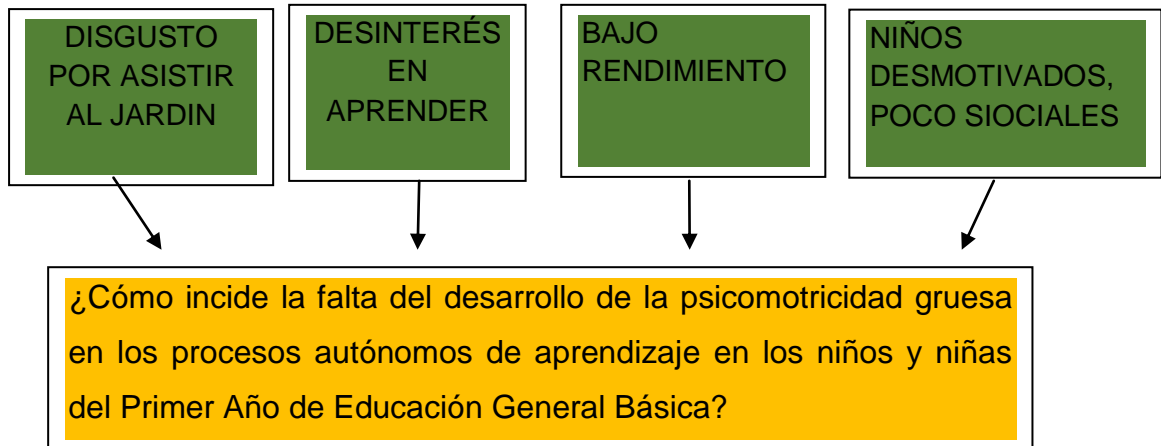 DISGUSTO
POR ASISTIR
AL JARDIN
DESINTERÉS
EN
APRENDER
BAJO
RENDIMIENTO
NIÑOS
DESMOTIVADOS,
POCO SIOCIALES
¿Cómo incide la falta del desarrollo de la psicomotricidad gruesa
en los procesos autónomos de aprendizaje en los niños y niñas
del Primer Año de Educación General Básica?